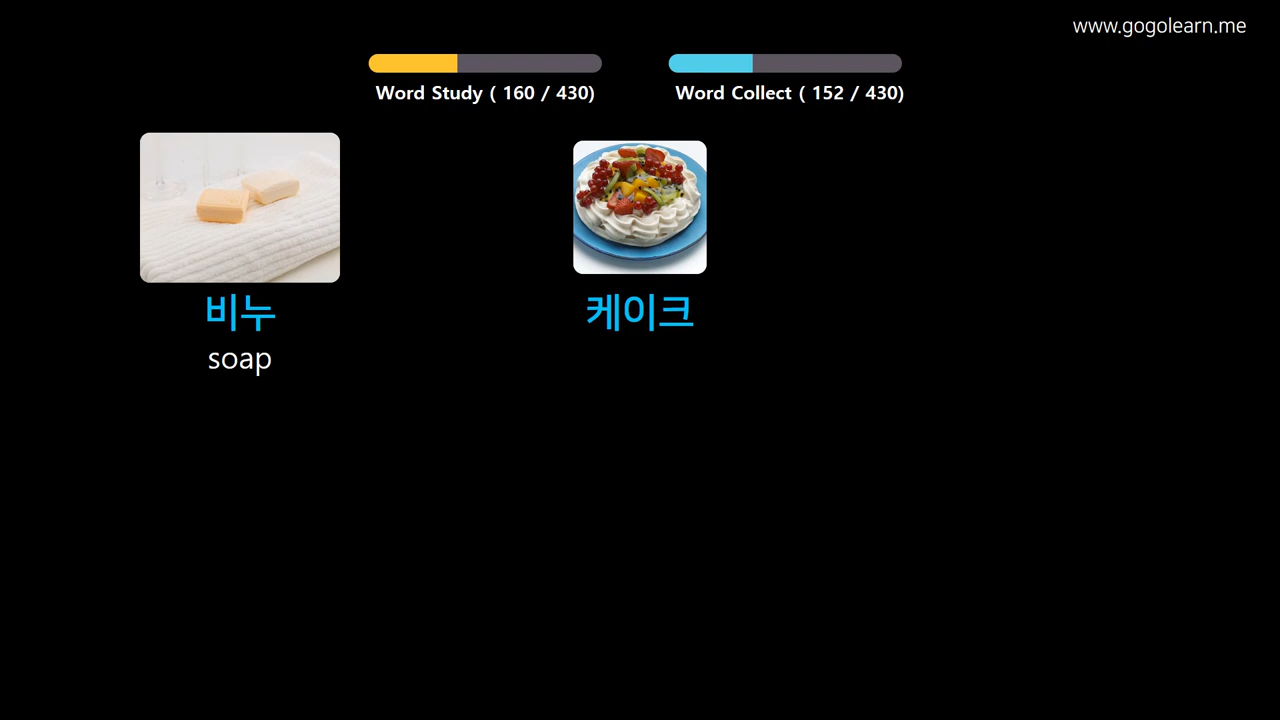 www.gogolearn.me
Word Study ( 160 / 430)
Word Collect ( 152 / 430)
비누
soap
케이크